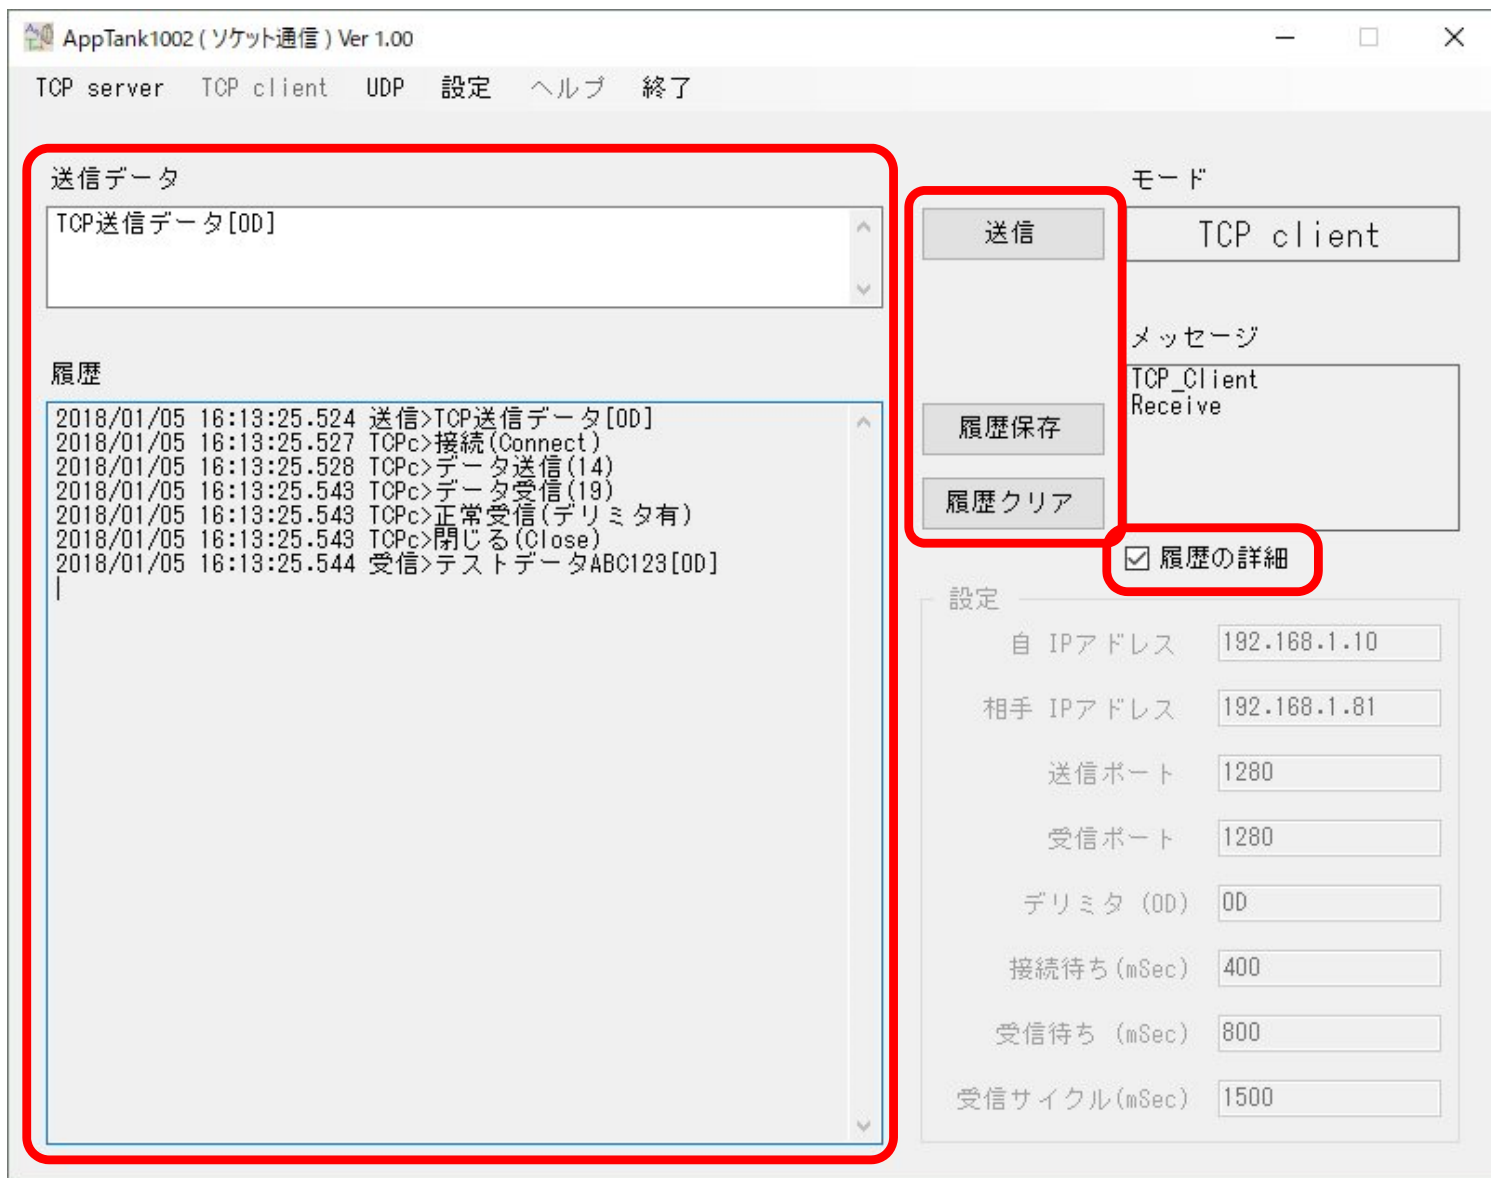 AppTank1002 ( ソケット通信 ) Ver 1.00
TCP server TCP client UDP 設定 ヘルプ 終了
送信データ
TCP送信データ[0D]
送信
モード
TCP client
メッセージ
TCP_Client
Receive
履歴
2018/01/05 16:13:25.524 送信>TCP送信データ[0D]
2018/01/05 16:13:25.527 TCPc>接続(Connect)
2018/01/05 16:13:25.528 TCPc>データ送信(14)
2018/01/05 16:13:25.543 TCPc>データ受信(19)
2018/01/05 16:13:25.543 TCPc>正常受信(デリミタ有)
2018/01/05 16:13:25.543 TCPc>閉じる(Close)
2018/01/05 16:13:25.544 受信>テストデータABC123[0D]
履歴保存
履歴クリア
履歴の詳細
設定
自 IPアドレス 192.168.1.10
相手 IPアドレス 192.168.1.81
送信ポート 1280
受信ポート 1280
デリミタ (0D) 0D
接続待ち(mSec) 400
受信待ち (mSec) 800
受信サイクル(mSec) 1500